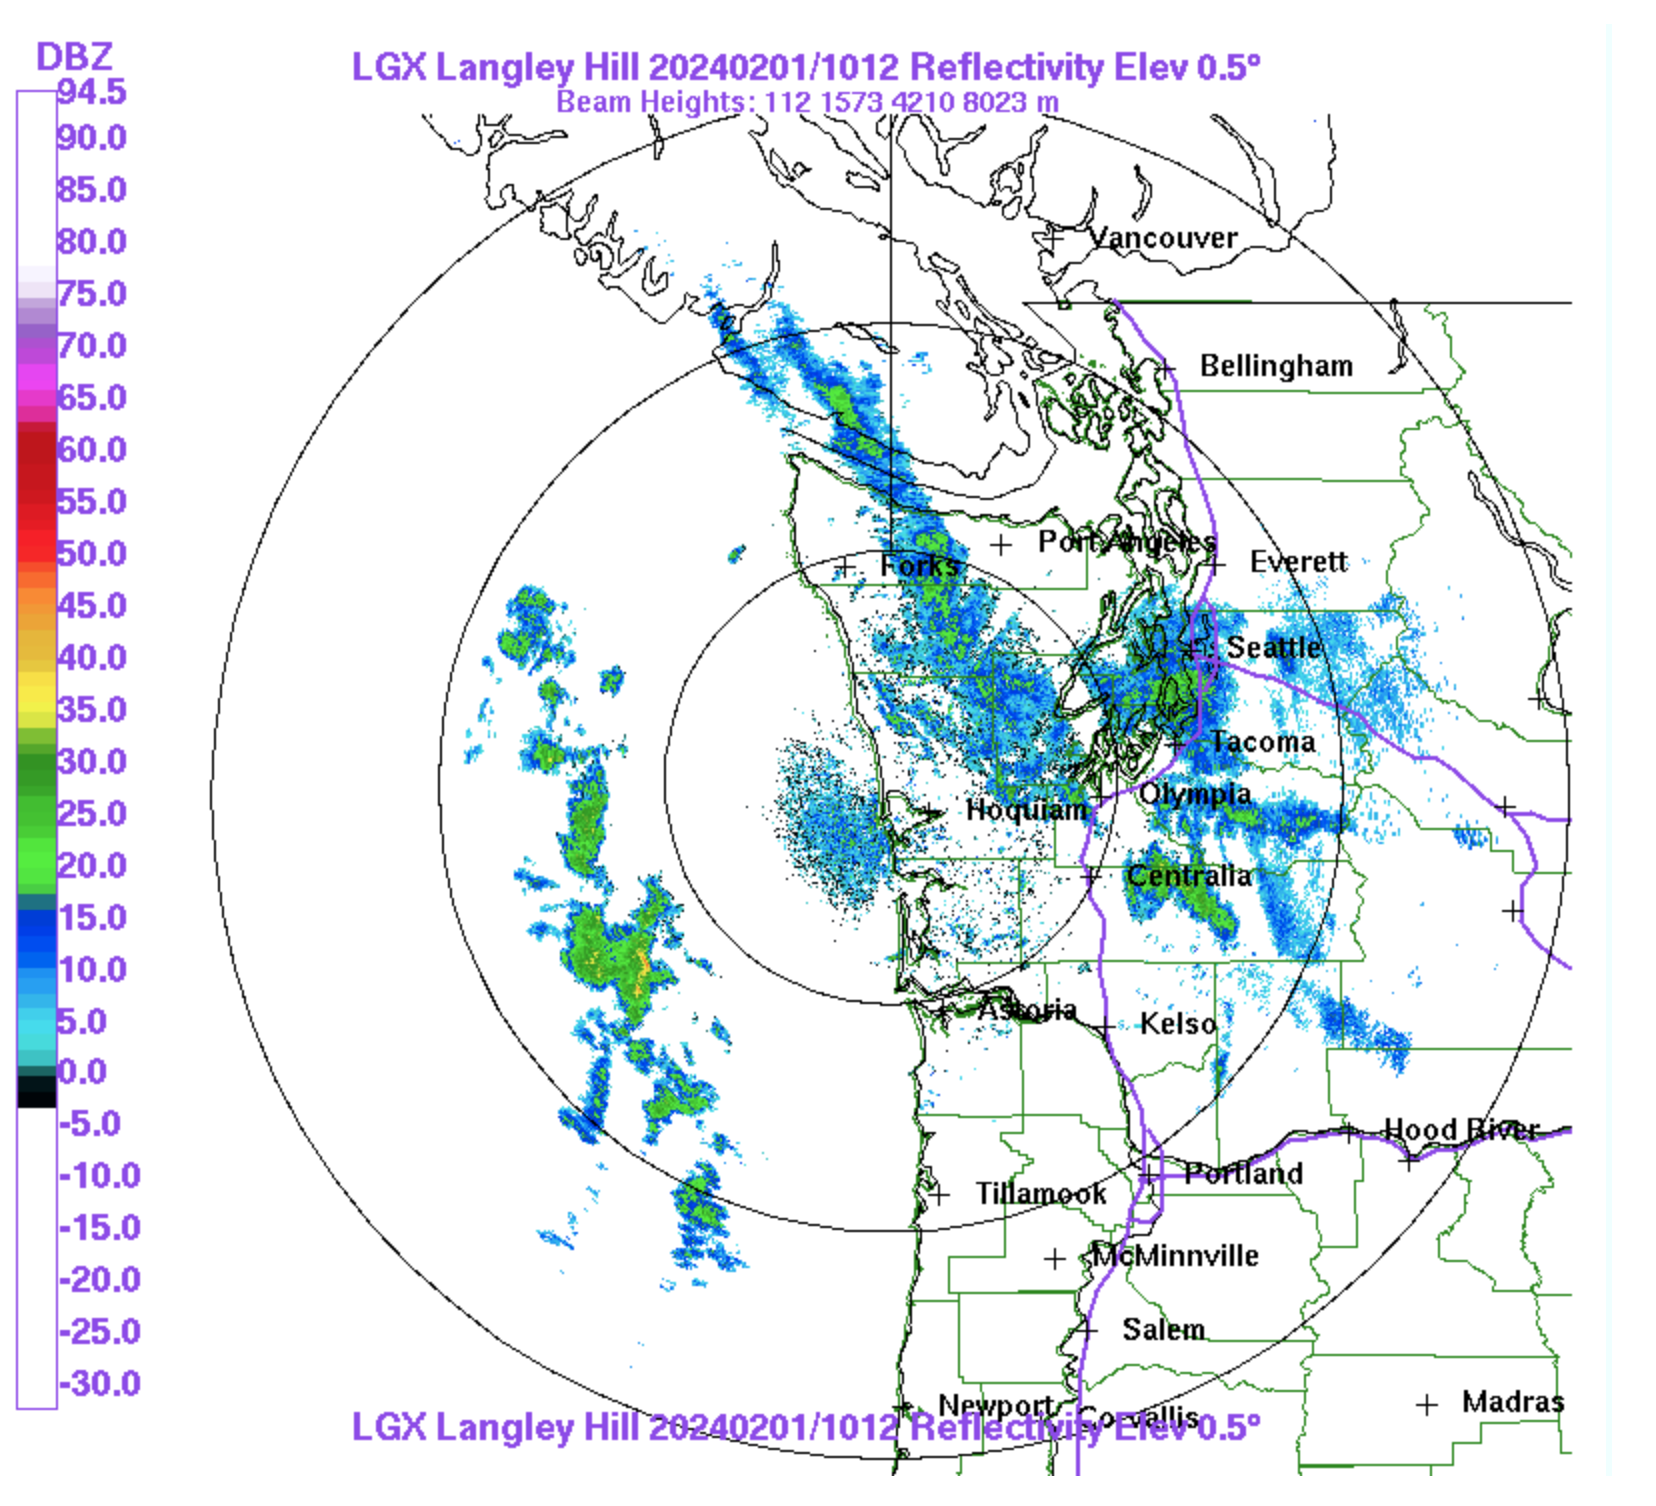 DBZ
LGX Langley Hill 20240201/1012 Reflectivity Elev 0.5°
Beam Heights: 112 1573 4210 8023 m
94.5
90.0
85.0
80.0
75.0
70.0
65.0
60.0
55.0
50.0
45.0
40.0
35.0
30.0
25.0
20.0
15.0
10.0
5.0
0.0
-5.0
-10.0
-15.0
-20.0
-25.0
-30.0
Vancouver
Bellingham
Port Angeles
Everett
Forks
Seattle
Tacoma
Olympia
Hoquiam
Centralia
Astoria
Kelso
Hood River
Portland
Tillamook
McMinnville
Salem
Newport
Madras
Corvallis
LGX Langley Hill 20240201/1012 Reflectivity Elev 0.5°